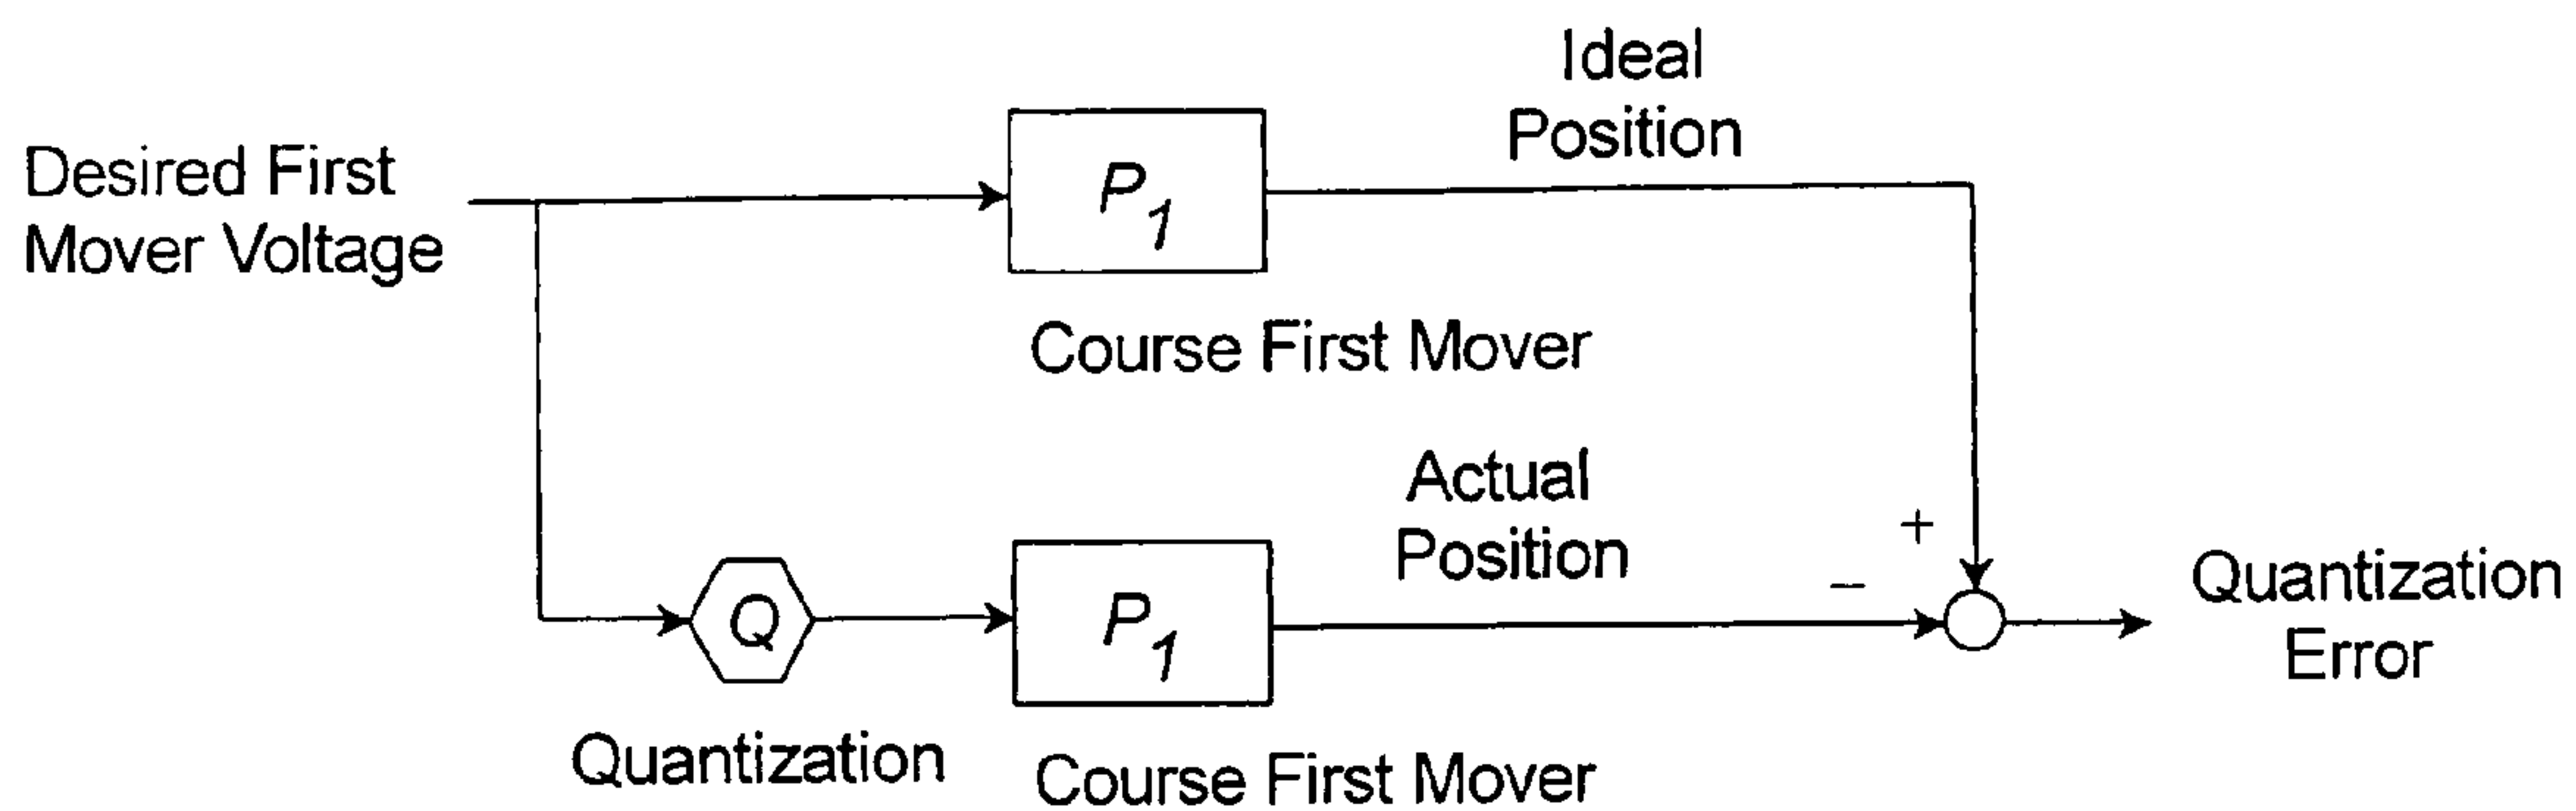 Ideal
Position
Desired First
Mover Voltage
P1
Course First Mover
Actual
Position
+
−
Q
P1
Quantization
Error
Quantization
Course First Mover